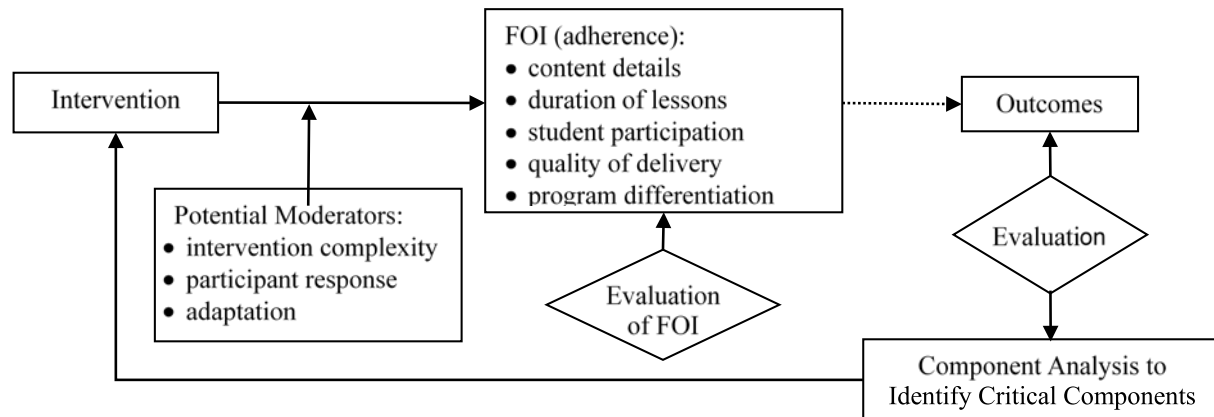 Intervention
Potential Moderators:
• intervention complexity
• participant response
• adaptation
FOI (adherence):
• content details
• duration of lessons
• student participation
• quality of delivery
• program differentiation
Evaluation
of FOI
Outcomes
Evaluation
Component Analysis to
Identify Critical Components